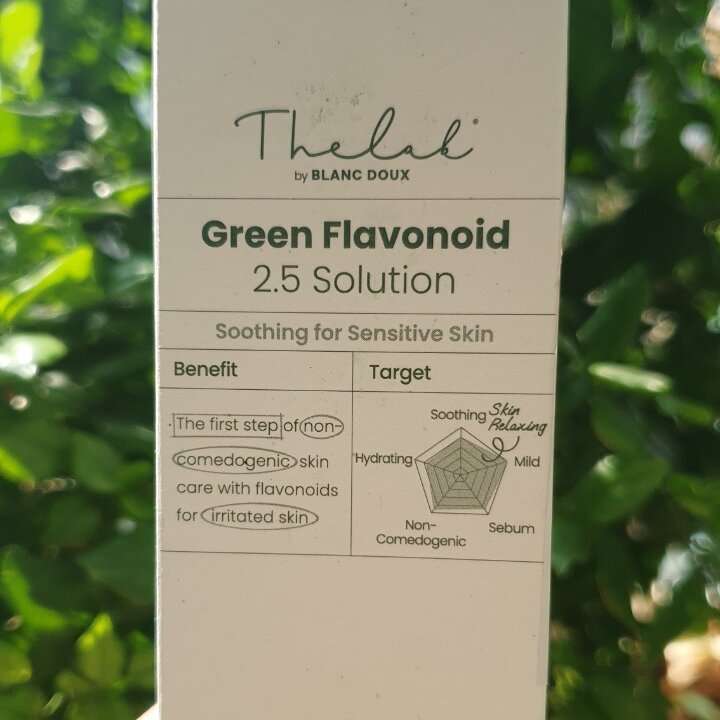 Thelab
by BLANC DOUX
Green Flavonoid
2.5 Solution
Soothing for Sensitive Skin
Benefit
The first step of non-
comedogenic skin
care with flavonoids
for irritated skin
Target
Soothing
Skin
Relaxing
Hydrating
Mild
Non-
Comedogenic
Sebum